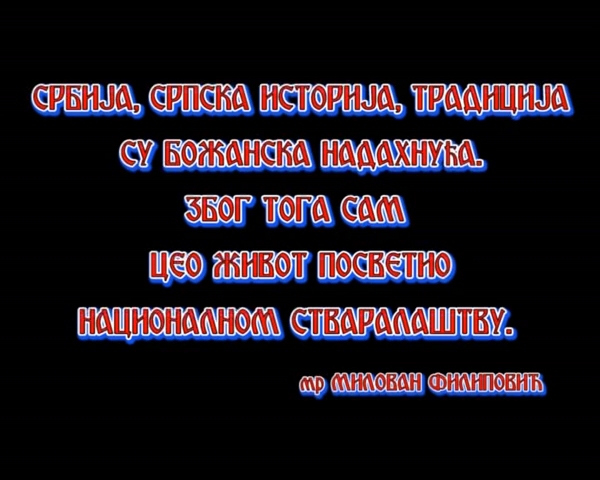 СРБИЈА, СРПСКА ИСТОРИЈА, ТРАДИЦИЈА
СУ БОЖАНСКА НАДАХНУЋА.
ЗБОГ ТОГА САМ
ЦЕО ЖИВОТ ПОСВЕТИО
НАЦИОНАЛНОМ СТВАРАЛАШТВУ.
мр МИЛОВАН ФИЛИПОВИЋ